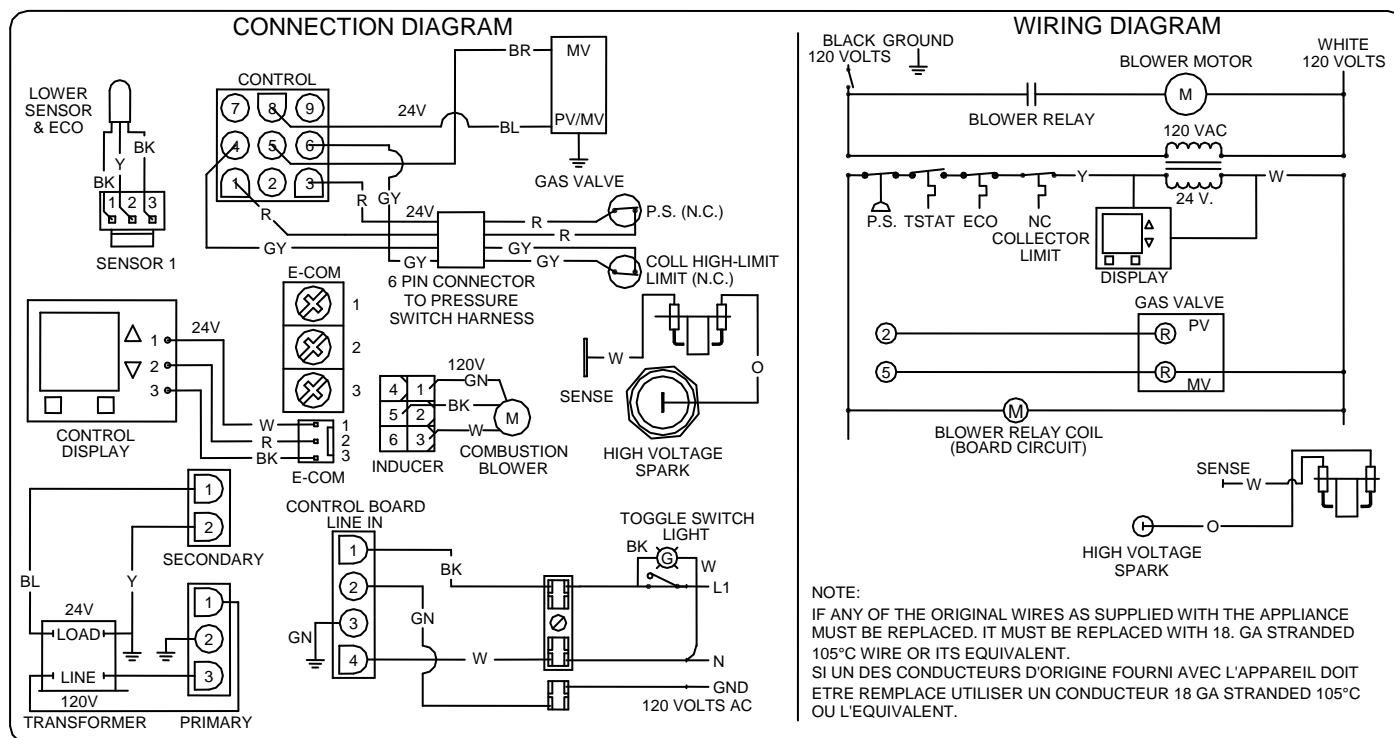 CONNECTION DIAGRAM
LOWER
SENSOR
& ECO
BK
Y
BK
1 2 3
SENSOR 1
CONTROL
7 8 9
4 5 6
1 2 3
24V
BR
BL
MV
PV/MV
GAS VALVE
R
R
GY
24V
GY
GY
R
R
GY
GY
P.S. (N.C.)
COLL HIGH-LIMIT
LIMIT (N.C.)
6 PIN CONNECTOR
TO PRESSURE
SWITCH HARNESS
E-COM
1
2
3
24V
1
2
3
CONTROL
DISPLAY
W
R
BK
1
2
3
E-COM
4 1
5 2
6 3
INDUCER
120V
GN
BK
W
M
COMBUSTION
BLOWER
W
SENSE
O
HIGH VOLTAGE
SPARK
1
2
SECONDARY
BL
Y
24V
LOAD
LINE
120V
TRANSFORMER
1
2
3
PRIMARY
CONTROL BOARD
LINE IN
1
2
3
4
GN
BK
GN
W
TOGGLE SWITCH
LIGHT
BK
G
W
L1
N
GND
120 VOLTS AC
WIRING DIAGRAM
BLACK GROUND
120 VOLTS
WHITE
120 VOLTS
BLOWER MOTOR
M
BLOWER RELAY
120 VAC
24 V.
Y
W
P.S. TSTAT ECO NC
COLLECTOR
LIMIT
DISPLAY
GAS VALVE
2
R
PV
5
R
MV
M
BLOWER RELAY COIL
(BOARD CIRCUIT)
SENSE
W
O
HIGH VOLTAGE
SPARK
NOTE:
IF ANY OF THE ORIGINAL WIRES AS SUPPLIED WITH THE APPLIANCE
MUST BE REPLACED. IT MUST BE REPLACED WITH 18. GA STRANDED
105°C WIRE OR ITS EQUIVALENT.
SI UN DES CONDUCTEURS D'ORIGINE FOURNI AVEC L'APPAREIL DOIT
ETRE REMPLACE UTILISER UN CONDUCTEUR 18 GA STRANDED 105°C
OU L'EQUIVALENT.